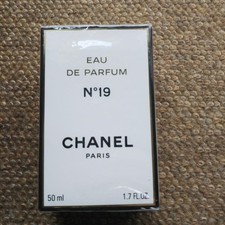 EAU
DE PARFUM
N°19
CHANEL
PARIS
50 ml 1.7 FL.OZ